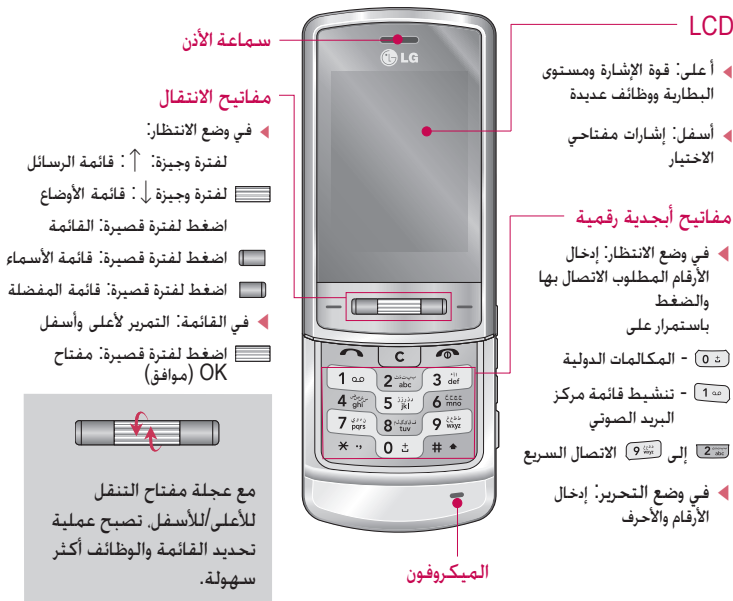 LCD
أعلى: قوة الإشارة ومستوى
البطارية ووظائف عديدة
أسفل: إشارات مفتاحي
الاختيار
مفاتيح أبجدية رقمية
في وضع الانتظار: إدخال
الأرقام المطلوب الاتصال بها
والضغط
باستمرار على
0 - المكالمات الدولية
1 - تنشيط قائمة مركز
البريد الصوتي
2 abc إلى 9 wxyz الاتصال السريع
في وضع التحرير: إدخال
الأرقام والأحرف
سماعة الأذن
LG
مفاتيح الانتقال
في وضع الانتظار:
لفترة وجيزة: ↑ : قائمة الرسائل
لفترة وجيزة ↓ : قائمة الأوضاع
اضغط لفترة قصيرة: القائمة
اضغط لفترة قصيرة: قائمة الأسماء
اضغط لفترة قصيرة: قائمة المفضلة
في القائمة: التمرير لأعلى وأسفل
اضغط لفترة قصيرة: مفتاح
OK (موافق)
مع عجلة مفتاح التنقل
للأعلى/للأسفل، تصبح عملية
تحديد القائمة والوظائف أكثر
سهولة.
C
1 2 abc 3 def
4 ghi 5 jkl 6 mno
7 pqrs 8 tuv 9 wxyz
* 0 #
الميكروفون